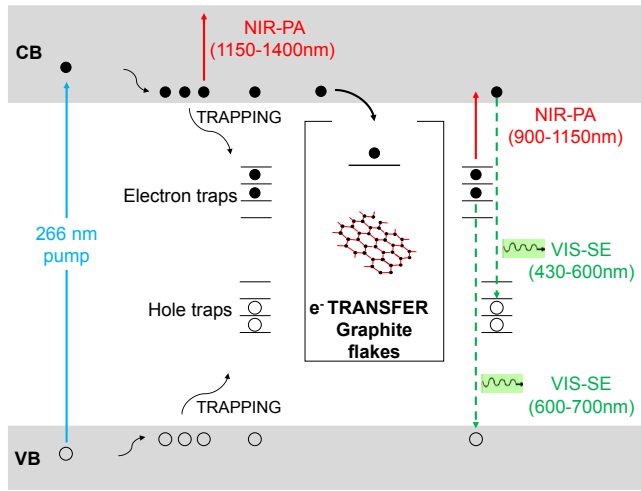 CB
NIR-PA
(1150-1400nm)
TRAPPING
NIR-PA
(900-1150nm)
Electron traps
266 nm
pump
VIS-SE
(430-600nm)
Hole traps
e- TRANSFER
Graphite
flakes
VIS-SE
(600-700nm)
TRAPPING
VB